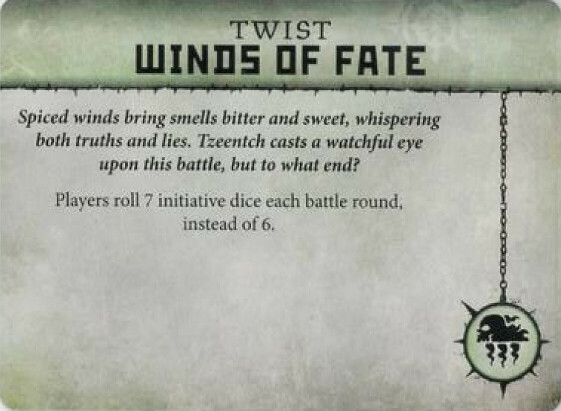 TWIST
WINDS OF FATE
Spiced winds bring smells bitter and sweet, whispering
both truths and lies. Tzeentch casts a watchful eye
upon this battle, but to what end?
Players roll 7 initiative dice each battle round,
instead of 6.